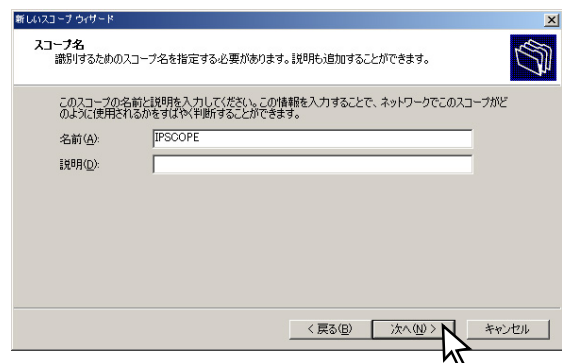 新しいスコープ ウィザード
スコープ名
識別するためのスコープ名を指定する必要があります。説明も追加することができます。
このスコープの名前と説明を入力してください。この情報を入力することで、ネットワークでこのスコープがど
のように使用されるかをすばやく判断することができます。
名前(A):
IPSCOPE
説明(D):
< 戻る(B)
次へ(N) >
キャンセル